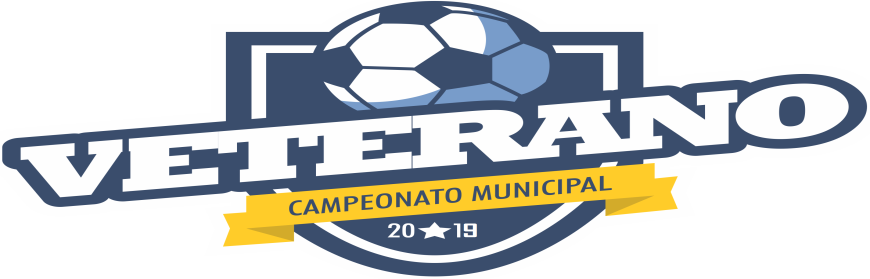 VETERANO
CAMPEONATO MUNICIPAL
20★19